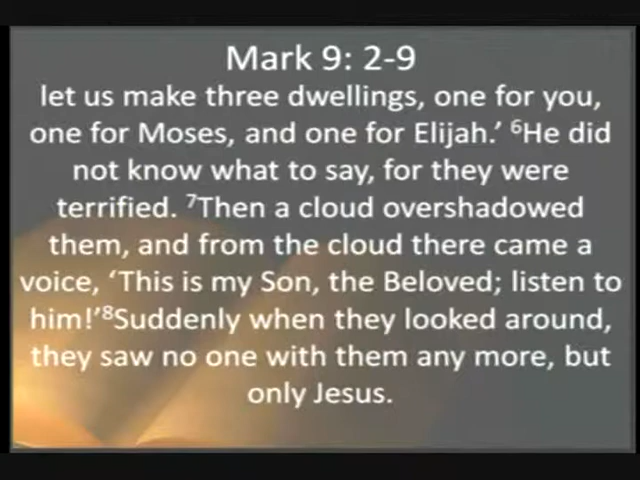 Mark 9: 2-9
let us make three dwellings, one for you,
one for Moses, and one for Elijah.’ ⁶He did
not know what to say, for they were
terrified. ⁷Then a cloud overshadowed
them, and from the cloud there came a
voice, ‘This is my Son, the Beloved; listen to
him!’⁸Suddenly when they looked around,
they saw no one with them any more, but
only Jesus.